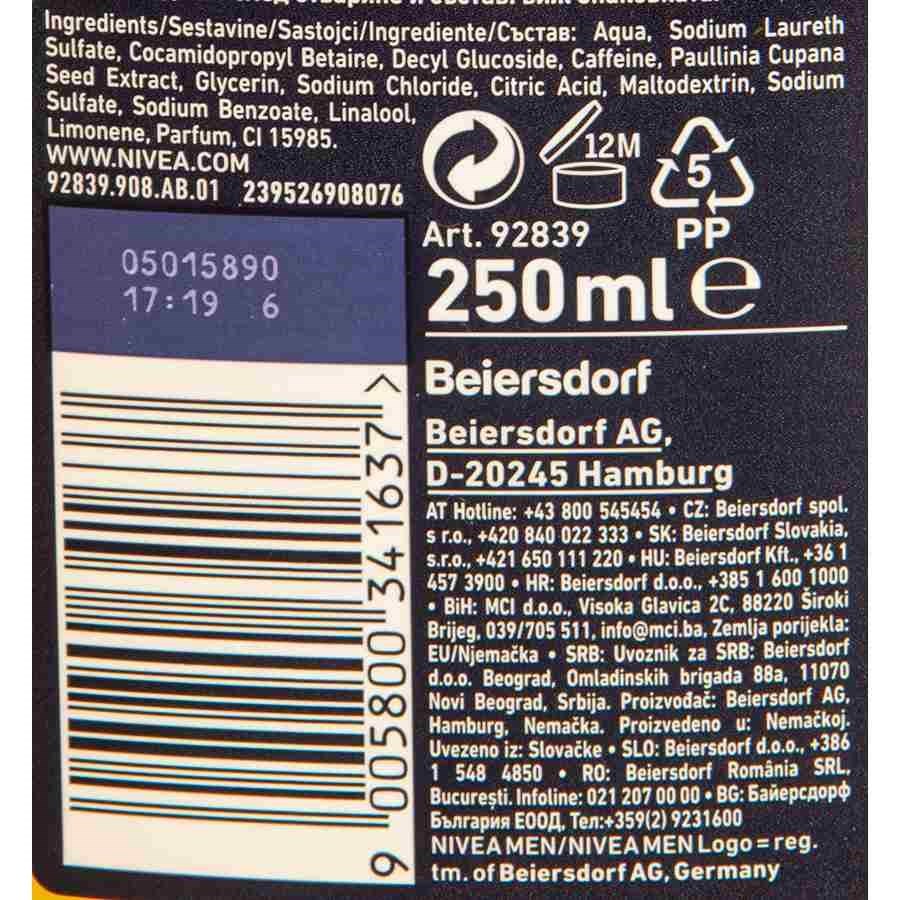 Ingredients/Sestavine/Sastojci/Ingrediente/Състав: Aqua, Sodium Laureth
Sulfate, Cocamidopropyl Betaine, Decyl Glucoside, Caffeine, Paullinia Cupana
Seed Extract, Glycerin, Sodium Chloride, Citric Acid, Maltodextrin, Sodium
Sulfate, Sodium Benzoate, Linalool,
Limonene, Parfum, CI 15985.
WWW.NIVEA.COM
92839.908.AB.01 239526908076
12M
5
PP
05015890
17:19 6
Art. 92839
250 ml e
9 005800 341637 >
Beiersdorf
Beiersdorf AG,
D-20245 Hamburg
AT Hotline: +43 800 545454 • CZ: Beiersdorf spol.
s r.o., +420 840 022 333 • SK: Beiersdorf Slovakia,
s.r.o., +421 650 111 220 • HU: Beiersdorf Kft., +36 1
457 3900 • HR: Beiersdorf d.o.o., +385 1 600 1000
• BiH: MCI d.o.o., Visoka Glavica 2C, 88220 Široki
Brijeg, 039/705 511, info@mci.ba, Zemlja porijekla:
EU/Njemačka • SRB: Uvoznik za SRB: Beiersdorf
d.o.o. Beograd, Omladinskih brigada 88a, 11070
Novi Beograd, Srbija. Proizvođač: Beiersdorf AG,
Hamburg, Nemačka. Proizvedeno u: Nemačkoj.
Uvezeno iz: Slovačke • SLO: Beiersdorf d.o.o., +386
1 548 4850 • RO: Beiersdorf România SRL,
Bucureşti. Infoline: 021 207 00 00 • BG: Байерсдорф
България ЕООД, Тел:+359(2) 9231600
NIVEA MEN/NIVEA MEN Logo = reg.
tm. of Beiersdorf AG, Germany